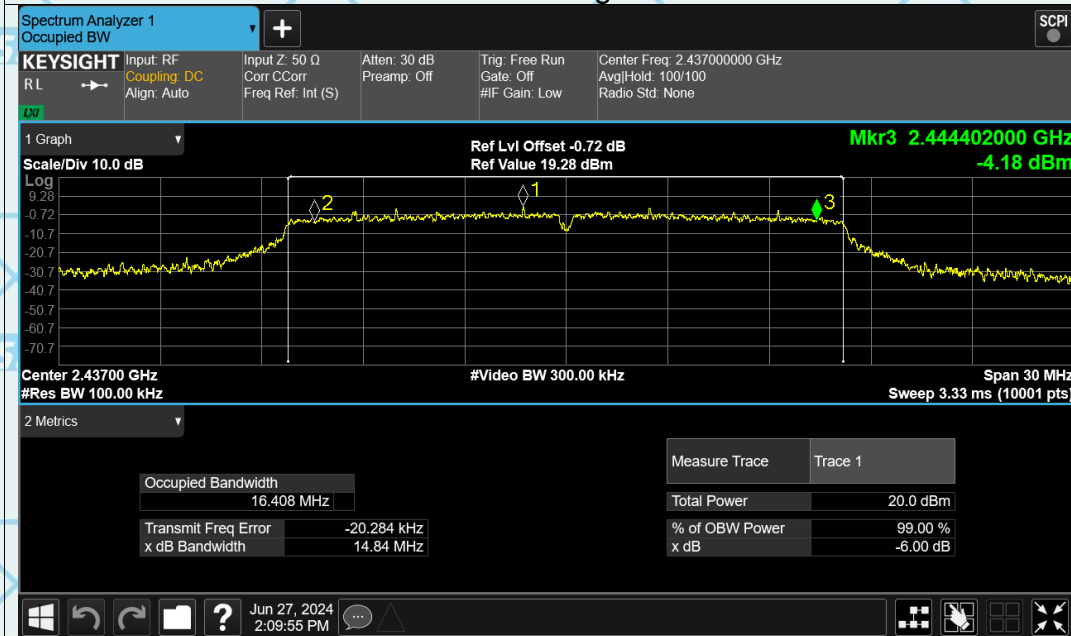 Spectrum Analyzer 1
Occupied BW
+
SCPI
KEYSIGHT
RL
LXI
Input: RF
Coupling: DC
Align: Auto
Input Z: 50 Ω
Corr CCorr
Freq Ref: Int (S)
Atten: 30 dB
Preamp: Off
Trig: Free Run
Gate: Off
#IF Gain: Low
Center Freq: 2.437000000 GHz
Avg|Hold: 100/100
Radio Std: None
1 Graph
Scale/Div 10.0 dB
Ref Lvl Offset -0.72 dB
Ref Value 19.28 dBm
Mkr3 2.444402000 GHz
-4.18 dBm
Log
9.28
-0.72
-10.7
-20.7
-30.7
-40.7
-50.7
-60.7
-70.7
2
1
3
Center 2.43700 GHz
#Video BW 300.00 kHz
Span 30 MHz
#Res BW 100.00 kHz
Sweep 3.33 ms (10001 pts)
2 Metrics
Occupied Bandwidth
16.408 MHz
Transmit Freq Error -20.284 kHz
x dB Bandwidth 14.84 MHz
Measure Trace Trace 1
Total Power 20.0 dBm
% of OBW Power 99.00 %
x dB -6.00 dB
?
Jun 27, 2024
2:09:55 PM